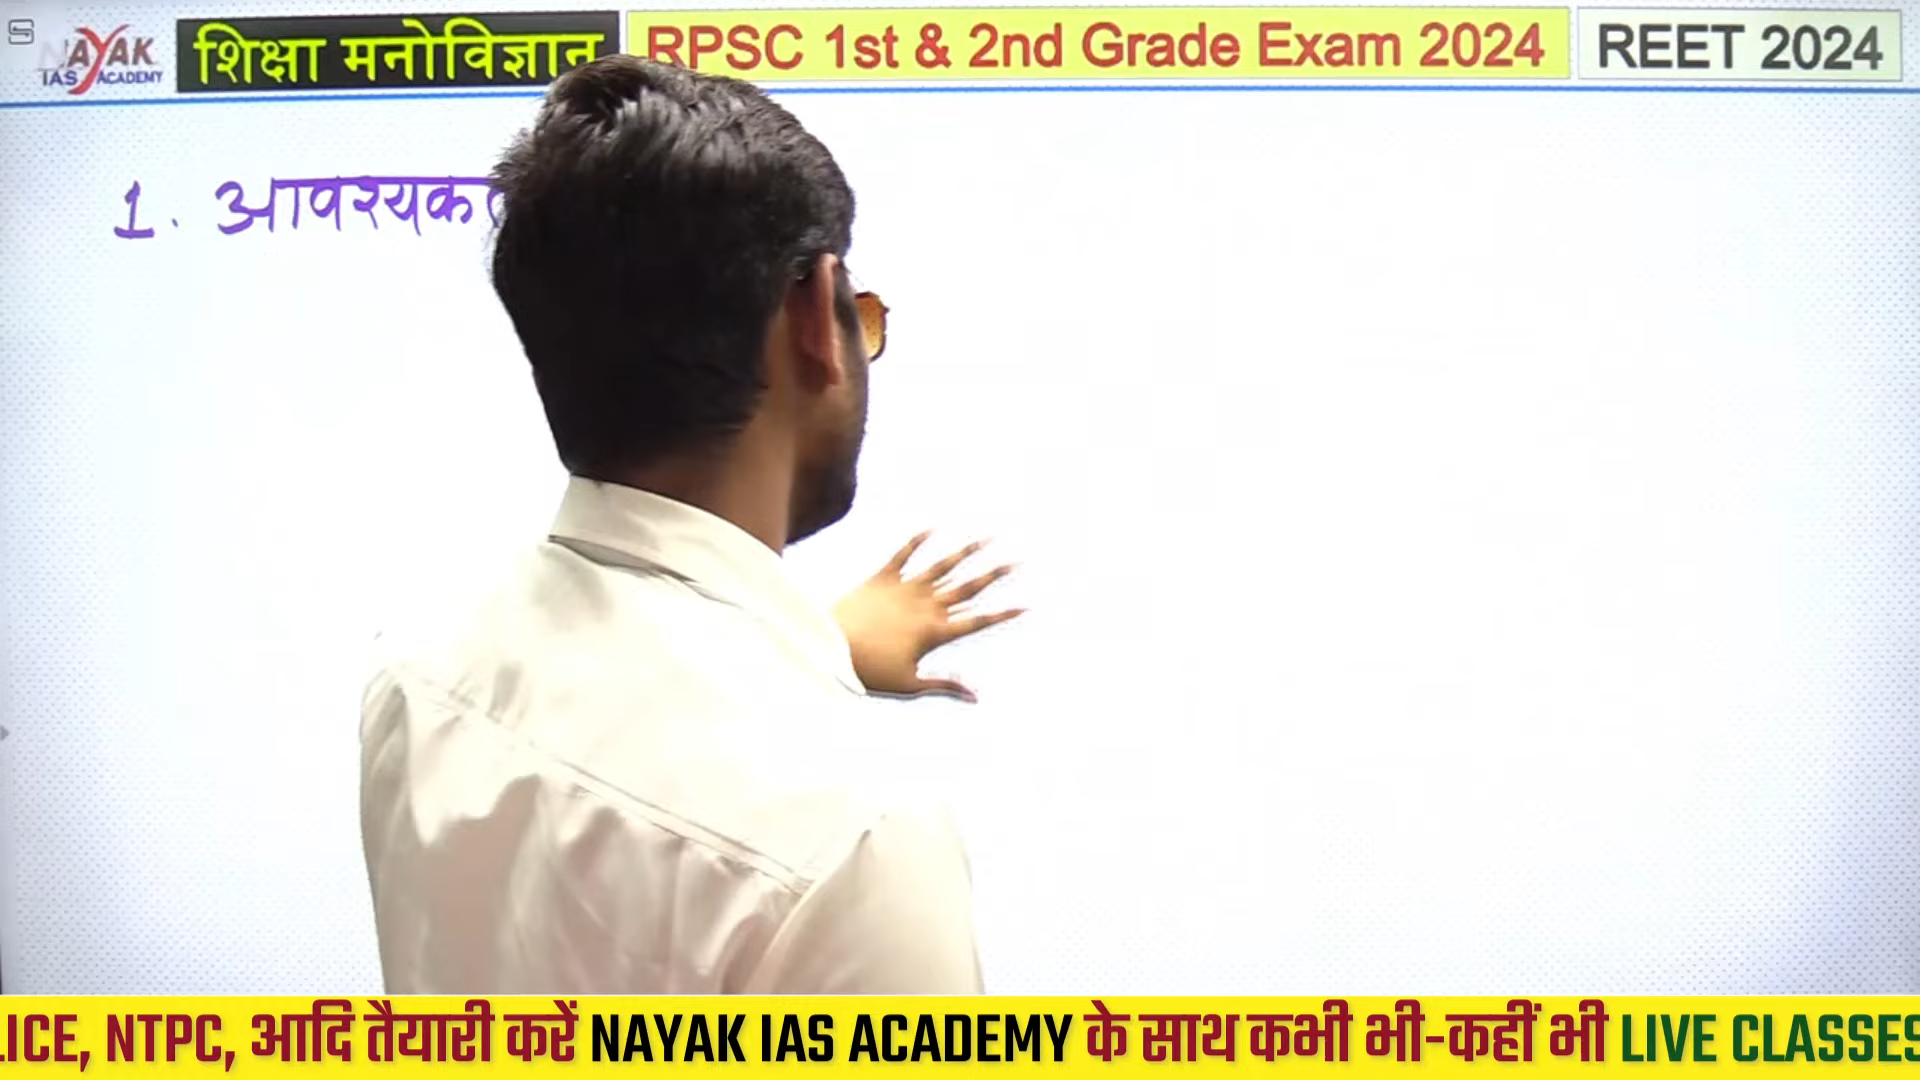 NAYAK
IAS ACADEMY
शिक्षा मनोविज्ञान
RPSC 1st & 2nd Grade Exam 2024
REET 2024
1. आवश्यक
LICE, NTPC, आदि तैयारी करें NAYAK IAS ACADEMY के साथ कभी भी-कहीं भी LIVE CLASSES